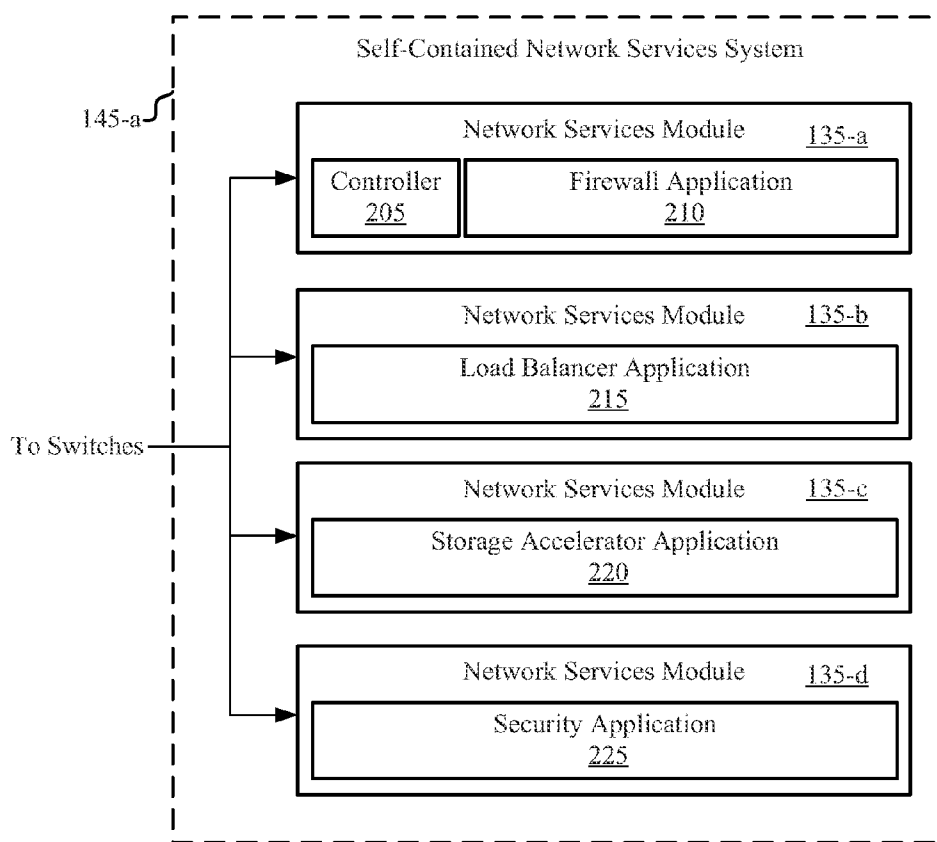 Self-Contained Network Services System
145-a
Network Services Module 135-a
Controller
205
Firewall Application
210
Network Services Module 135-b
Load Balancer Application
215
To Switches
Network Services Module 135-c
Storage Accelerator Application
220
Network Services Module 135-d
Security Application
225